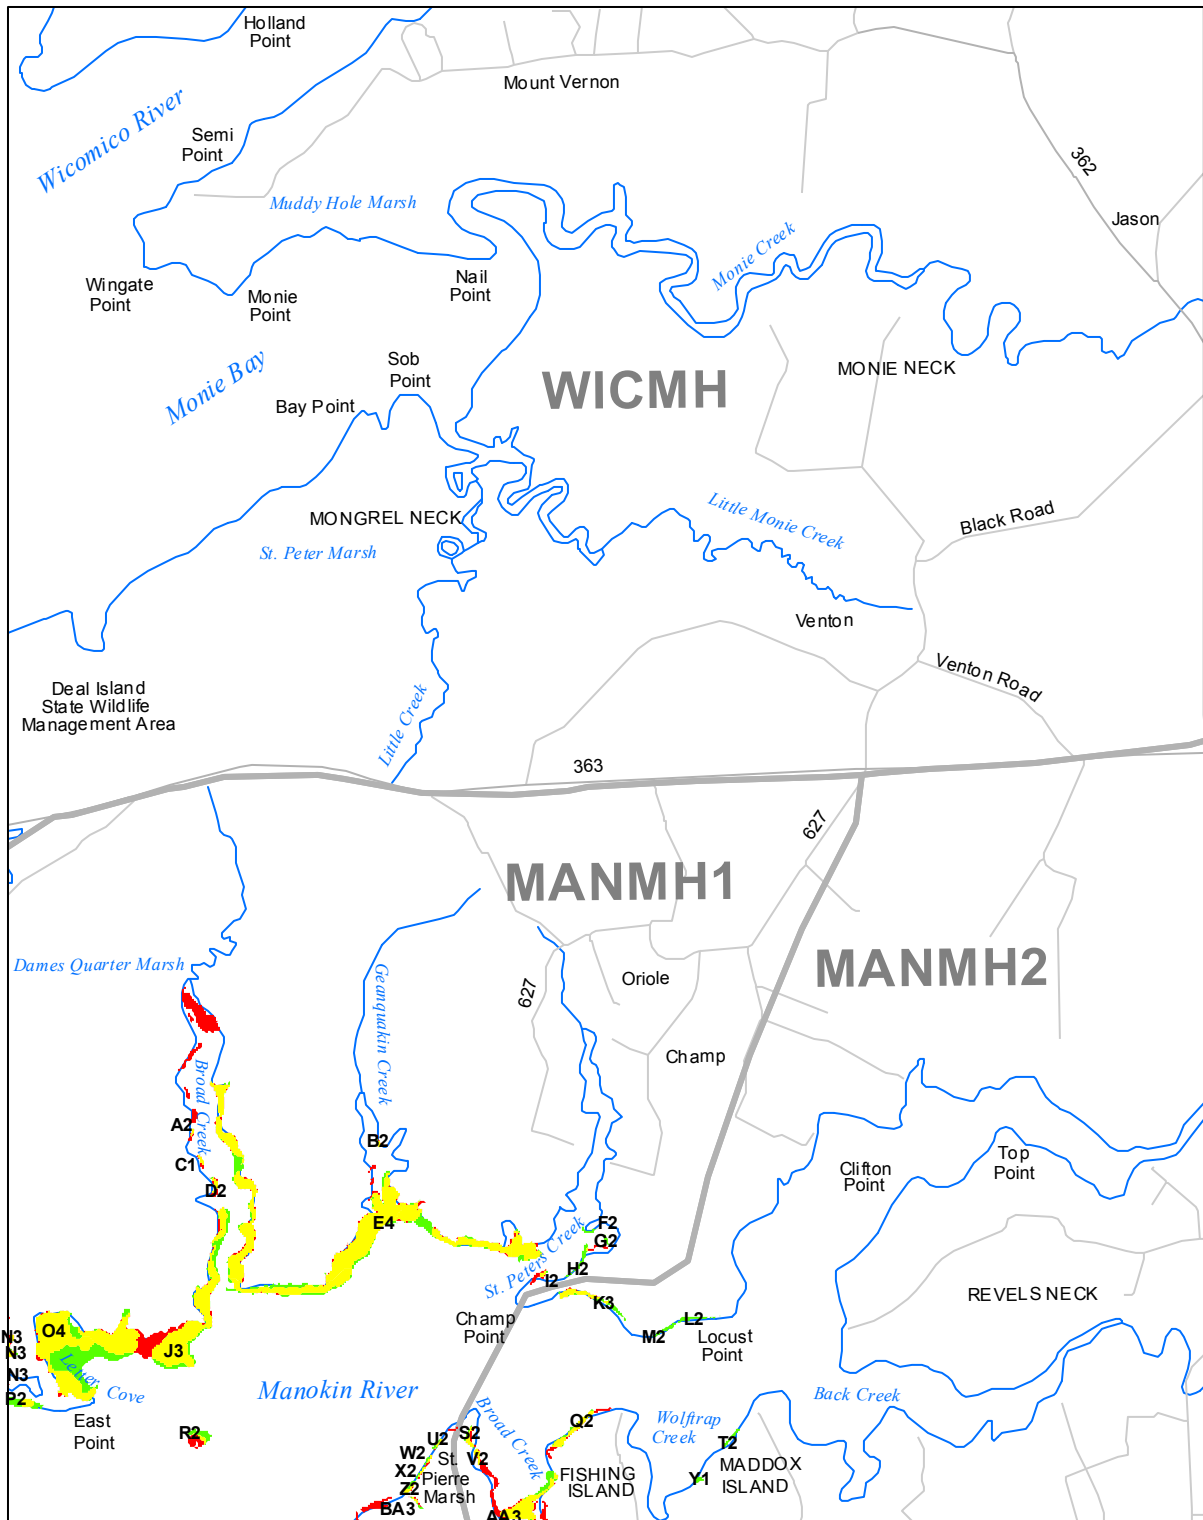 Holland
Point
Mount Vernon
Wicomico River
Semi
Point
362
Muddy Hole Marsh
Jason
Monie Creek
Wingate
Point
Monie
Point
Nail
Point
Sob
Point
Monie Bay
MONIE NECK
WICMH
Bay Point
MONGREL NECK
Little Monie Creek
Black Road
St. Peter Marsh
Venton
Venton Road
Deal Island
State Wildlife
Management Area
Little Creek
363
627
MANMH1
MANMH2
Dames Quarter Marsh
Geanquakin Creek
627
Oriole
Champ
Broad Creek
A2
B2
C1
D2
Clifton
Point
Top
Point
E4
F2
G2
St. Peters Creek
H2
I2
K3
REVELS NECK
Champ
Point
L2
M2
Locust
Point
N3
O4
N3
J3
N3
Letter Cove
P2
Manokin River
Back Creek
East
Point
R2
Broad Creek
Q2
Wolftrap
Creek
U2
S2
T2
W2
St.
Pierre
Marsh
V2
X2
Z2
FISHING
ISLAND
Y1
MADDOX
ISLAND
BA3
AA3